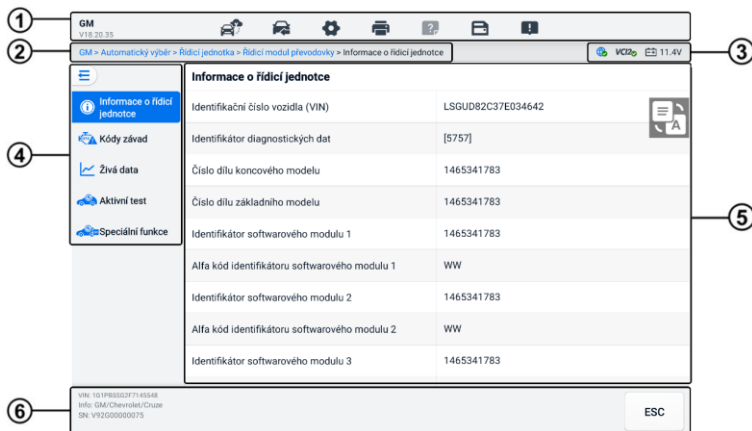 1
GM
V18.20.35
?
!
2
GM > Automatický výběr > Řídicí jednotka > Řídicí modul převodovky > Informace o řídicí jednotce
VCI2
11.4V
3
Informace o řídicí jednotce
Informace o řídicí
jednotce
Identifikační číslo vozidla (VIN)
LSGUD82C37E034642
A
4
Kódy závad
Identifikátor diagnostických dat
[5757]
Živá data
Číslo dílu koncového modelu
1465341783
Aktivní test
Číslo dílu základního modelu
1465341783
5
Speciální funkce
Identifikátor softwarového modulu 1
1465341783
Alfa kód identifikátoru softwarového modulu 1
WW
Identifikátor softwarového modulu 2
1465341783
Alfa kód identifikátoru softwarového modulu 2
WW
Identifikátor softwarového modulu 3
1465341783
6
VIN: 1G1PB5SG2F7145548
Info: GM/Chevrolet/Cruze
SN: V92G00000075
ESC